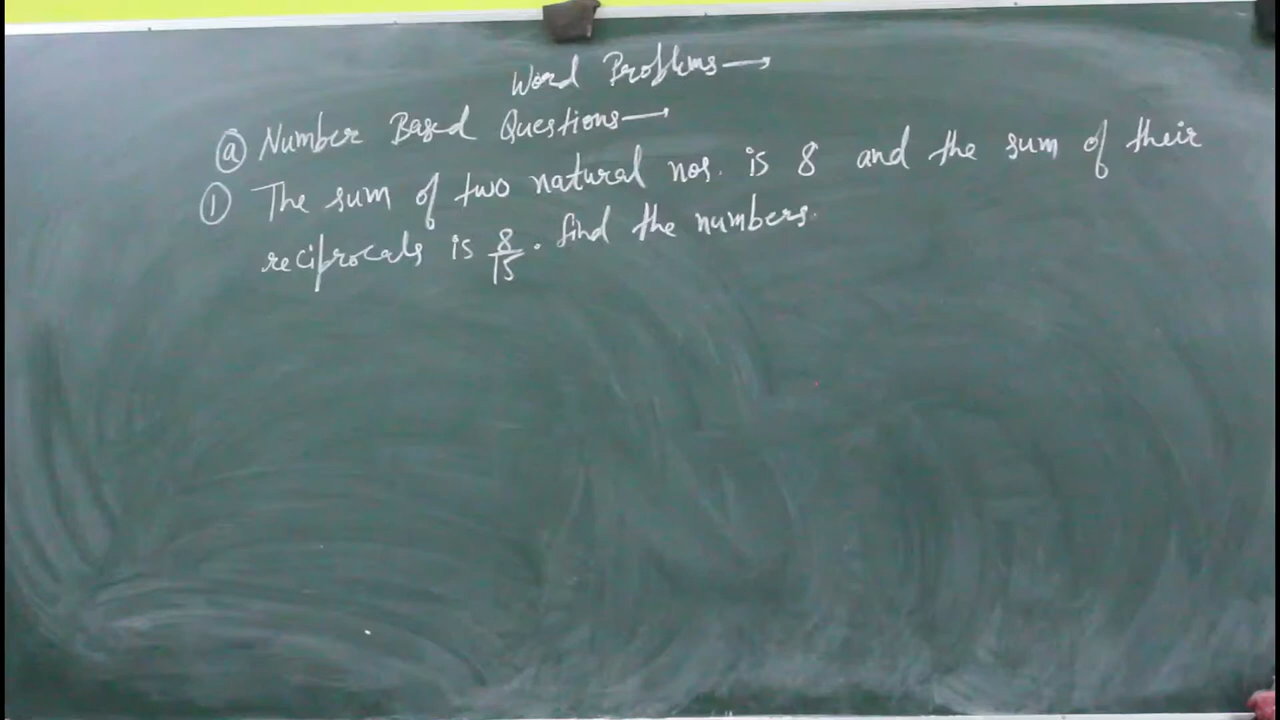 Word Problems→
ⓐ Number Based Questions→
① The sum of two natural nos. is 8 and the sum of their
reciprocals is 8/15. find the numbers.